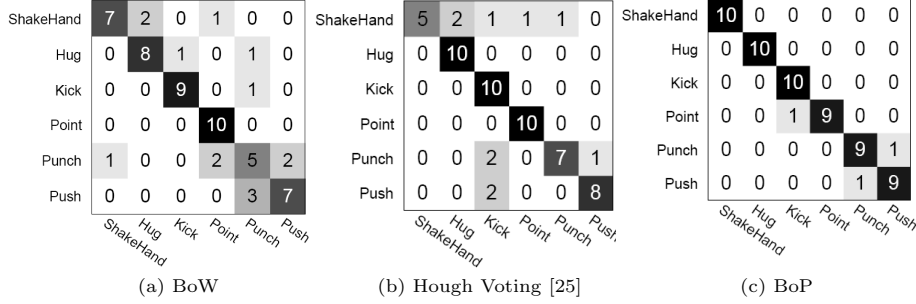 ShakeHand 7 2 0 1 0 0
Hug 0 8 1 0 1 0
Kick 0 0 9 0 1 0
Point 0 0 0 10 0 0
Punch 1 0 0 2 5 2
Push 0 0 0 0 3 7
ShakeHand Hug Kick Point Punch Push
(a) BoW
ShakeHand 5 2 1 1 1 0
Hug 0 10 0 0 0 0
Kick 0 0 10 0 0 0
Point 0 0 0 10 0 0
Punch 0 0 2 0 7 1
Push 0 0 2 0 0 8
ShakeHand Hug Kick Point Punch Push
(b) Hough Voting [25]
ShakeHand 10 0 0 0 0 0
Hug 0 10 0 0 0 0
Kick 0 0 10 0 0 0
Point 0 0 1 9 0 0
Punch 0 0 0 0 9 1
Push 0 0 0 0 1 9
ShakeHand Hug Kick Point Punch Push
(c) BoP